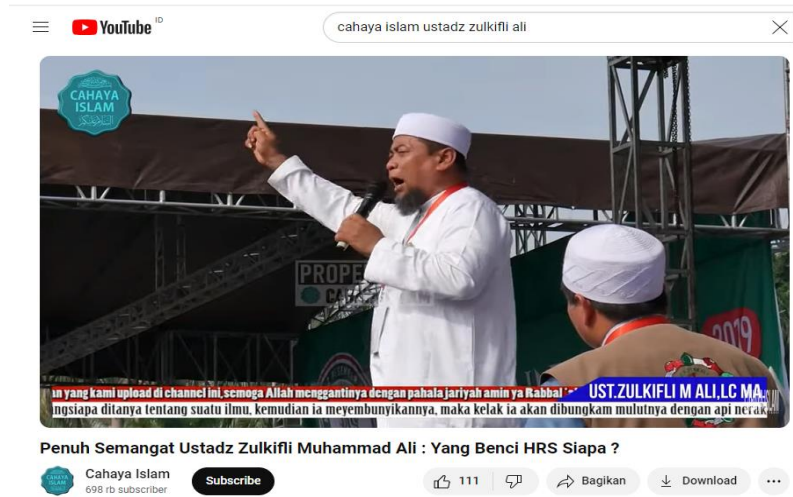 YouTube ID
cahaya islam ustadz zulkifli ali
CAHAYA
ISLAM
PROPE
2019
an yang kami upload di channel ini,semoga Allah menggantinya dengan pahala jariyah amin ya Rabbal
UST.ZULKIFLI M ALI,LC MA.
ngsiapa ditanya tentang suatu ilmu, kemudian ia meyembunyikannya, maka kelak ia akan dibungkam mulutnya dengan api neraka
Penuh Semangat Ustadz Zulkifli Muhammad Ali : Yang Benci HRS Siapa ?
Cahaya Islam
698 rb subscriber
Subscribe
111
Bagikan
Download